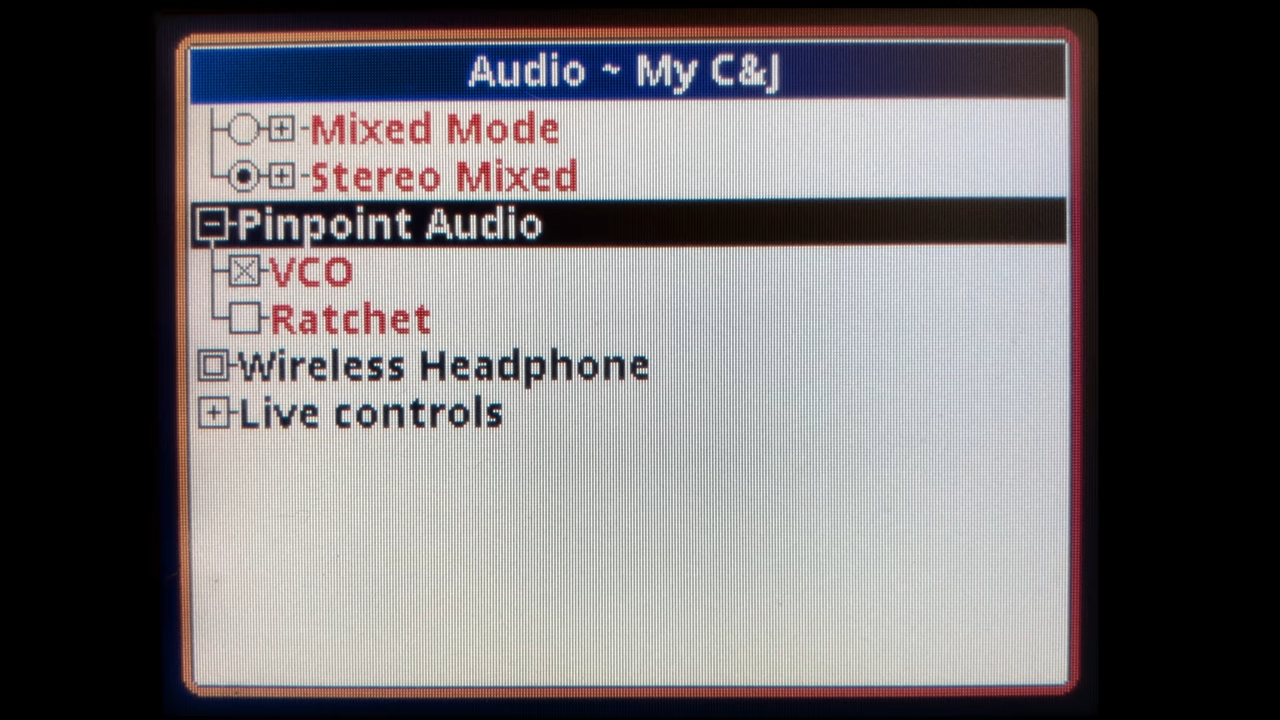 Audio ~ My C&J
Mixed Mode
Stereo Mixed
Pinpoint Audio
VCO
Ratchet
Wireless Headphone
Live controls